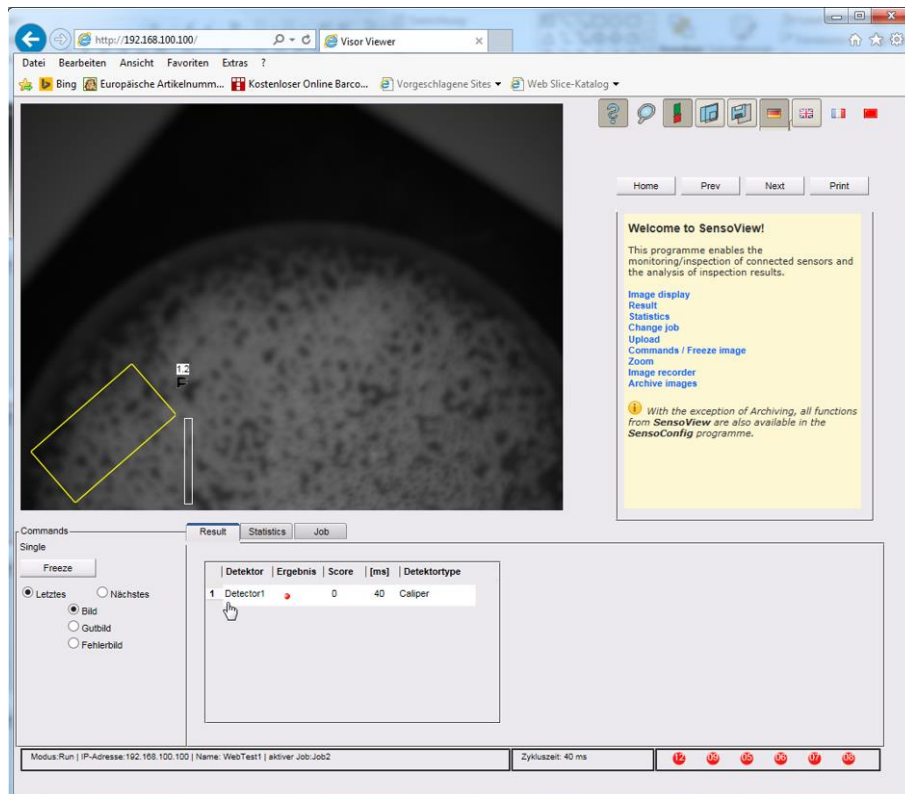 http://192.168.100.100/
Visor Viewer
Datei Bearbeiten Ansicht Favoriten Extras ?
Bing Europäische Artikelnumm... Kostenloser Online Barco... Vorgeschlagene Sites Web Slice-Katalog
Home Prev Next Print
Welcome to SensoView!
This programme enables the
monitoring/inspection of connected sensors and
the analysis of inspection results.
Image display
Result
Statistics
Change job
Upload
Commands / Freeze image
Zoom
Image recorder
Archive images
With the exception of Archiving, all functions
from SensoView are also available in the
SensoConfig programme.
1.2
F
Commands
Single
Freeze
Letztes Nächstes
Bild
Gutbild
Fehlerbild
Result Statistics Job
Detektor Ergebnis Score [ms] Detektortype
1 Detector1 0 40 Caliper
Modus:Run | IP-Adresse:192.168.100.100 | Name: WebTest1 | aktiver Job:Job2
Zykluszeit: 40 ms
12 09 05 06 07 08